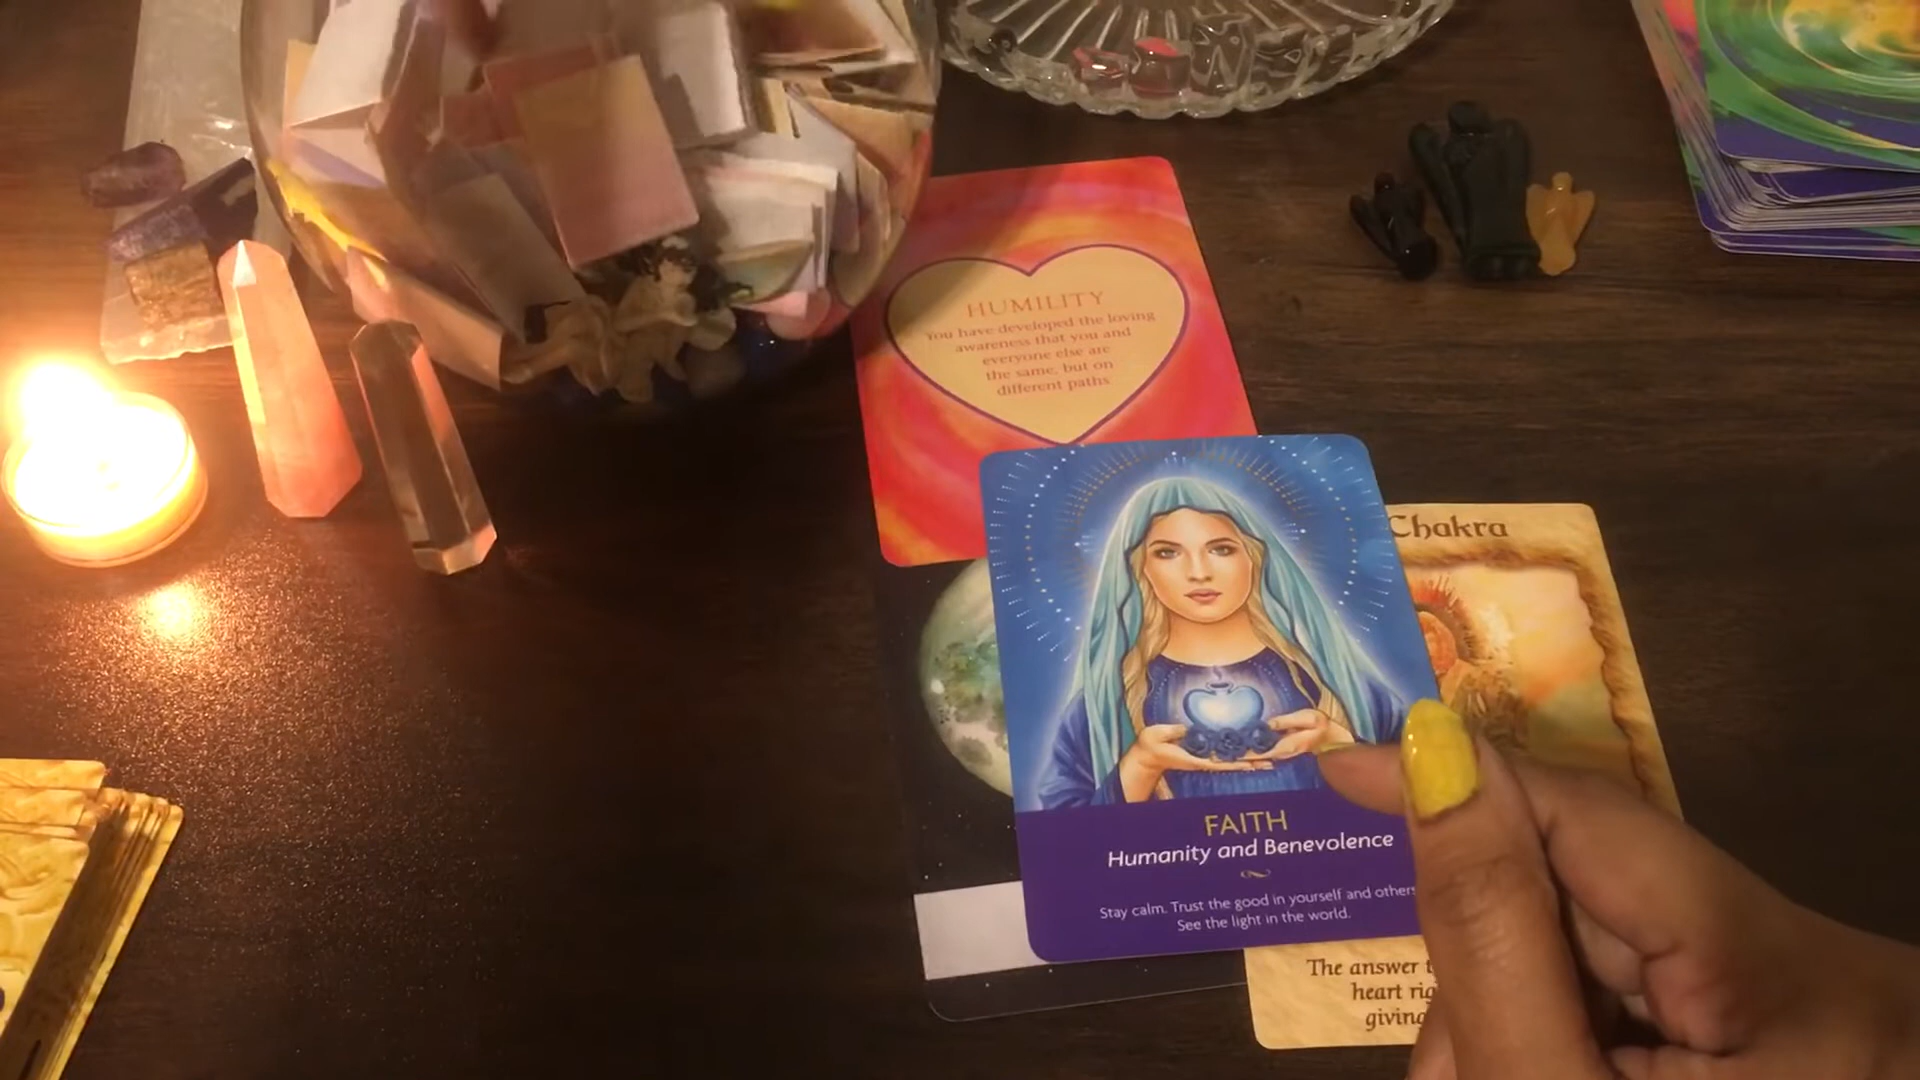 HUMILITY
You have developed the loving
awareness that you and
everyone else are
the same, but on
different paths
Chakra
FAITH
Humanity and Benevolence
Stay calm. Trust the good in yourself and others
See the light in the world.
The answer
heart
giving